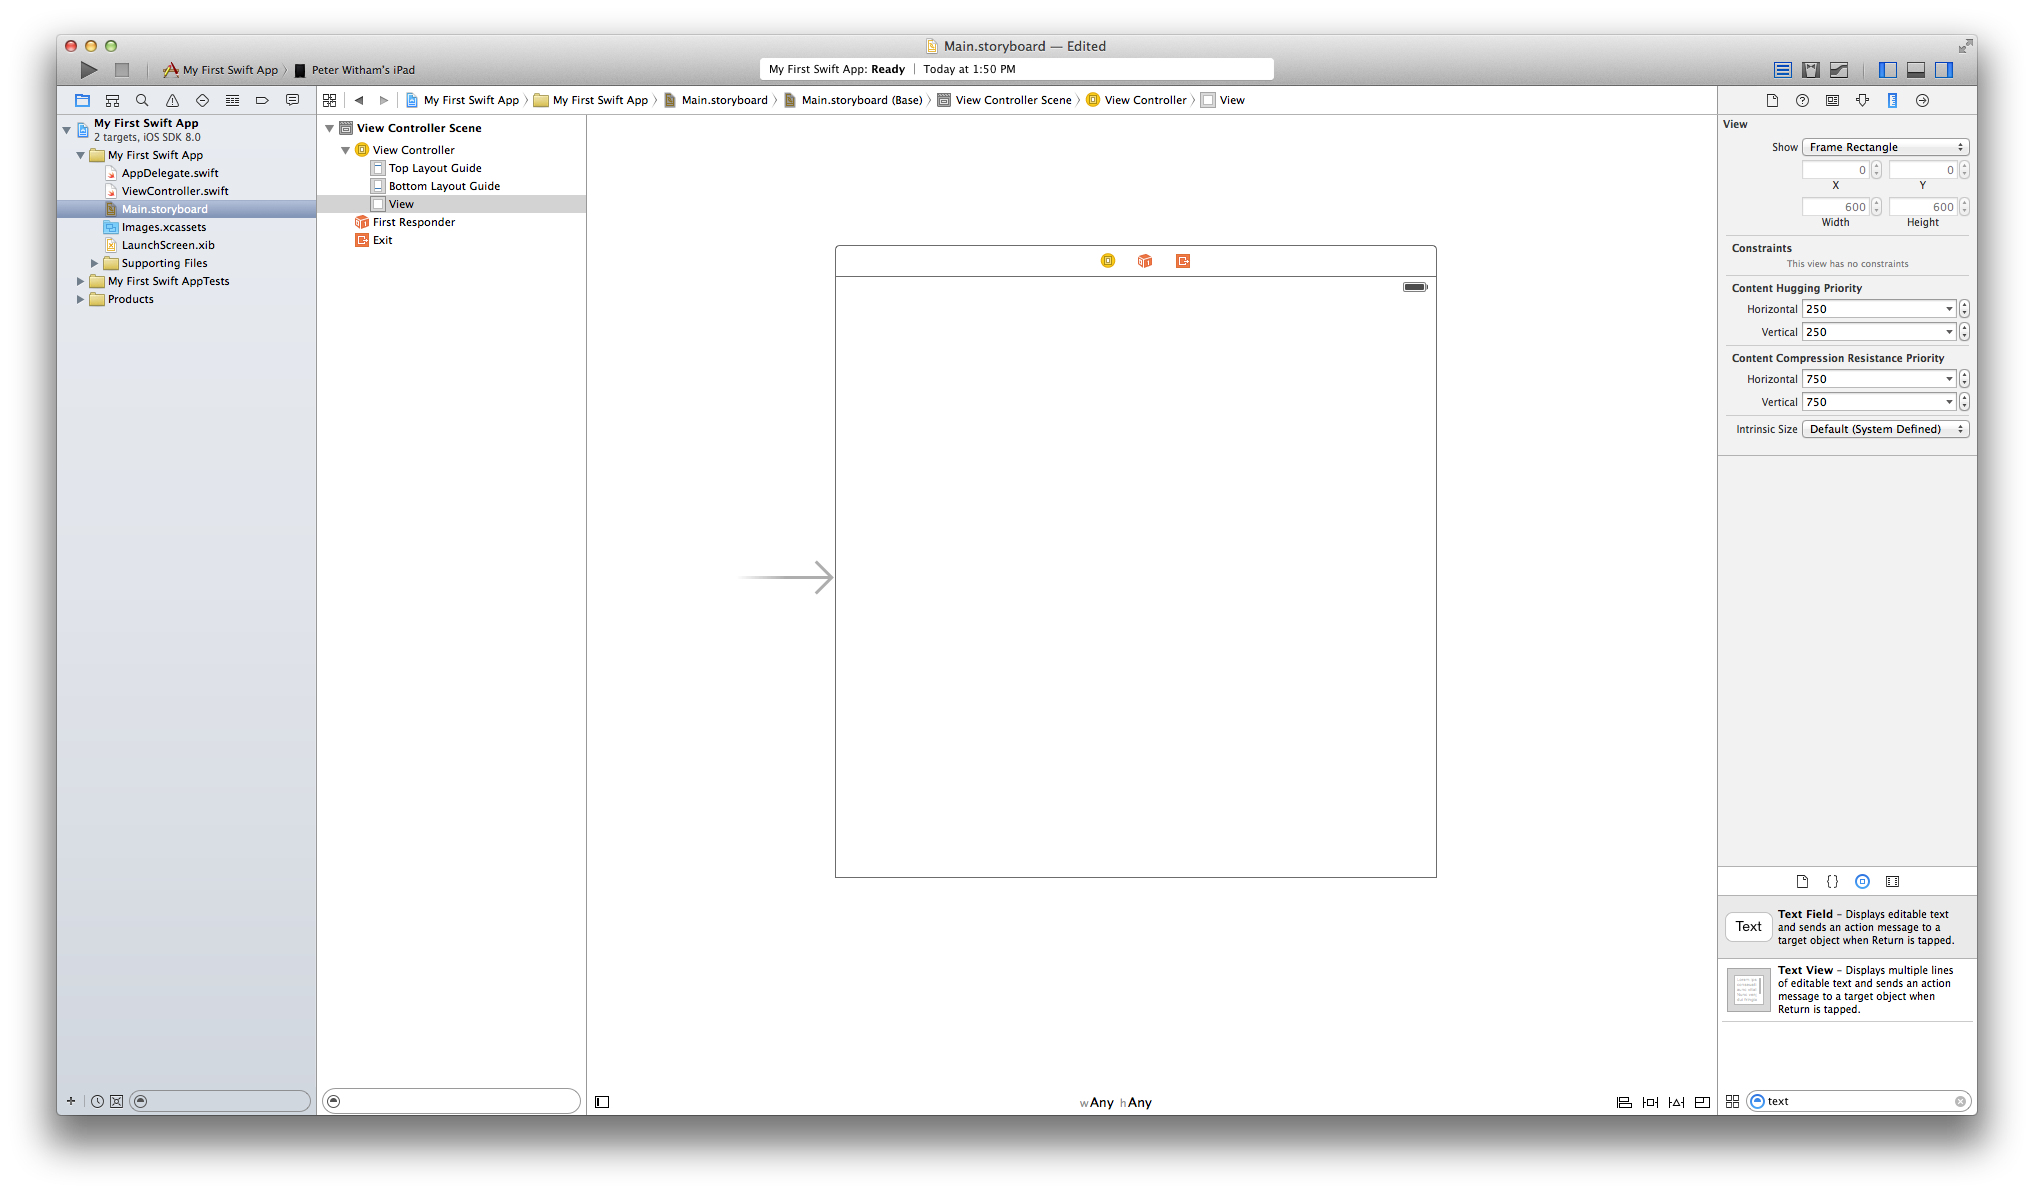 Main.storyboard — Edited
My First Swift App
Peter Witham's iPad
My First Swift App: Ready
Today at 1:50 PM
My First Swift App
My First Swift App
Main.storyboard
Main.storyboard (Base)
View Controller Scene
View Controller
View
My First Swift App
2 targets, iOS SDK 8.0
My First Swift App
AppDelegate.swift
ViewController.swift
Main.storyboard
Images.xcassets
LaunchScreen.xib
Supporting Files
My First Swift AppTests
Products
View Controller Scene
View Controller
Top Layout Guide
Bottom Layout Guide
View
First Responder
Exit
wAny hAny
View
Show Frame Rectangle
0 0
X Y
600 600
Width Height
Constraints
This view has no constraints
Content Hugging Priority
Horizontal 250
Vertical 250
Content Compression Resistance Priority
Horizontal 750
Vertical 750
Intrinsic Size Default (System Defined)
Text
Text Field - Displays editable text
and sends an action message to a
target object when Return is tapped.
Text View - Displays multiple lines
of editable text and sends an action
message to a target object when
Return is tapped.
text